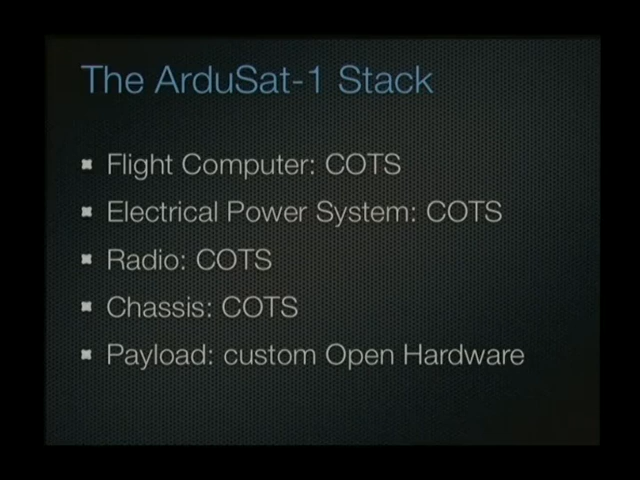 The ArduSat-1 Stack
Flight Computer: COTS
Electrical Power System: COTS
Radio: COTS
Chassis: COTS
Payload: custom Open Hardware